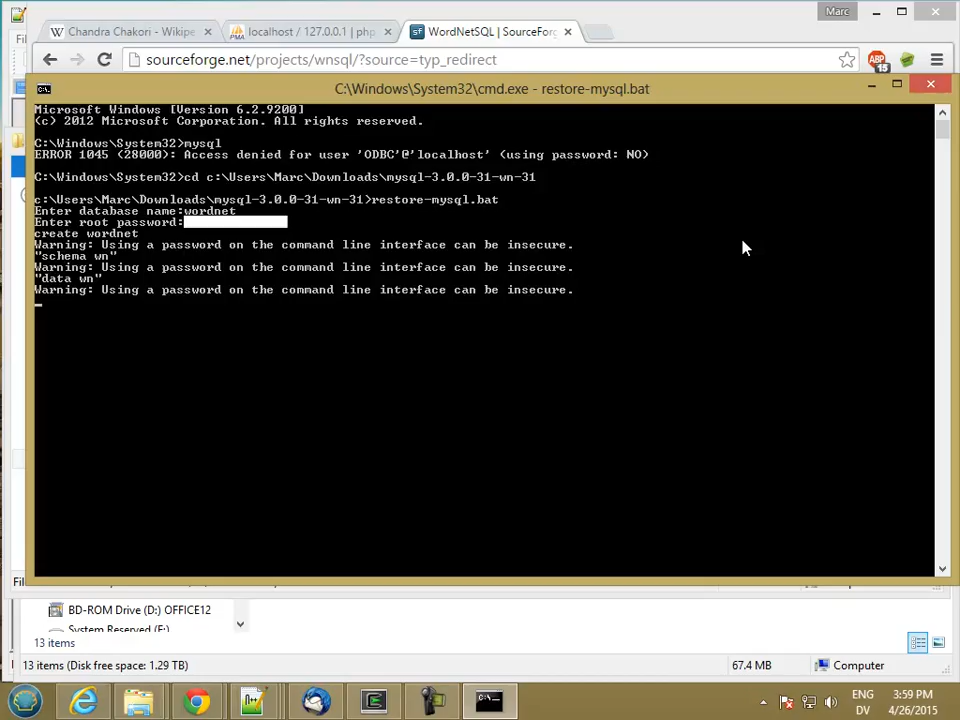 Marc
Chandra Chakori - Wikipe
localhost / 127.0.0.1 | php
WordNetSQL | SourceForg
sourceforge.net/projects/wnsql/?source=typ_redirect
ABP
15
C:\Windows\System32\cmd.exe - restore-mysql.bat
Microsoft Windows [Version 6.2.9200]
(c) 2012 Microsoft Corporation. All rights reserved.
C:\Windows\System32>mysql
ERROR 1045 (28000): Access denied for user 'ODBC'@'localhost' (using password: NO)
C:\Windows\System32>cd c:\Users\Marc\Downloads\mysql-3.0.0-31-wn-31
c:\Users\Marc\Downloads\mysql-3.0.0-31-wn-31>restore-mysql.bat
Enter database name:wordnet
Enter root password:
create wordnet
Warning: Using a password on the command line interface can be insecure.
"schema wn"
Warning: Using a password on the command line interface can be insecure.
"data wn"
Warning: Using a password on the command line interface can be insecure.
BD-ROM Drive (D:) OFFICE12
System Reserved (F:)
13 items
13 items (Disk free space: 1.29 TB)
67.4 MB
Computer
ENG
DV
3:59 PM
4/26/2015